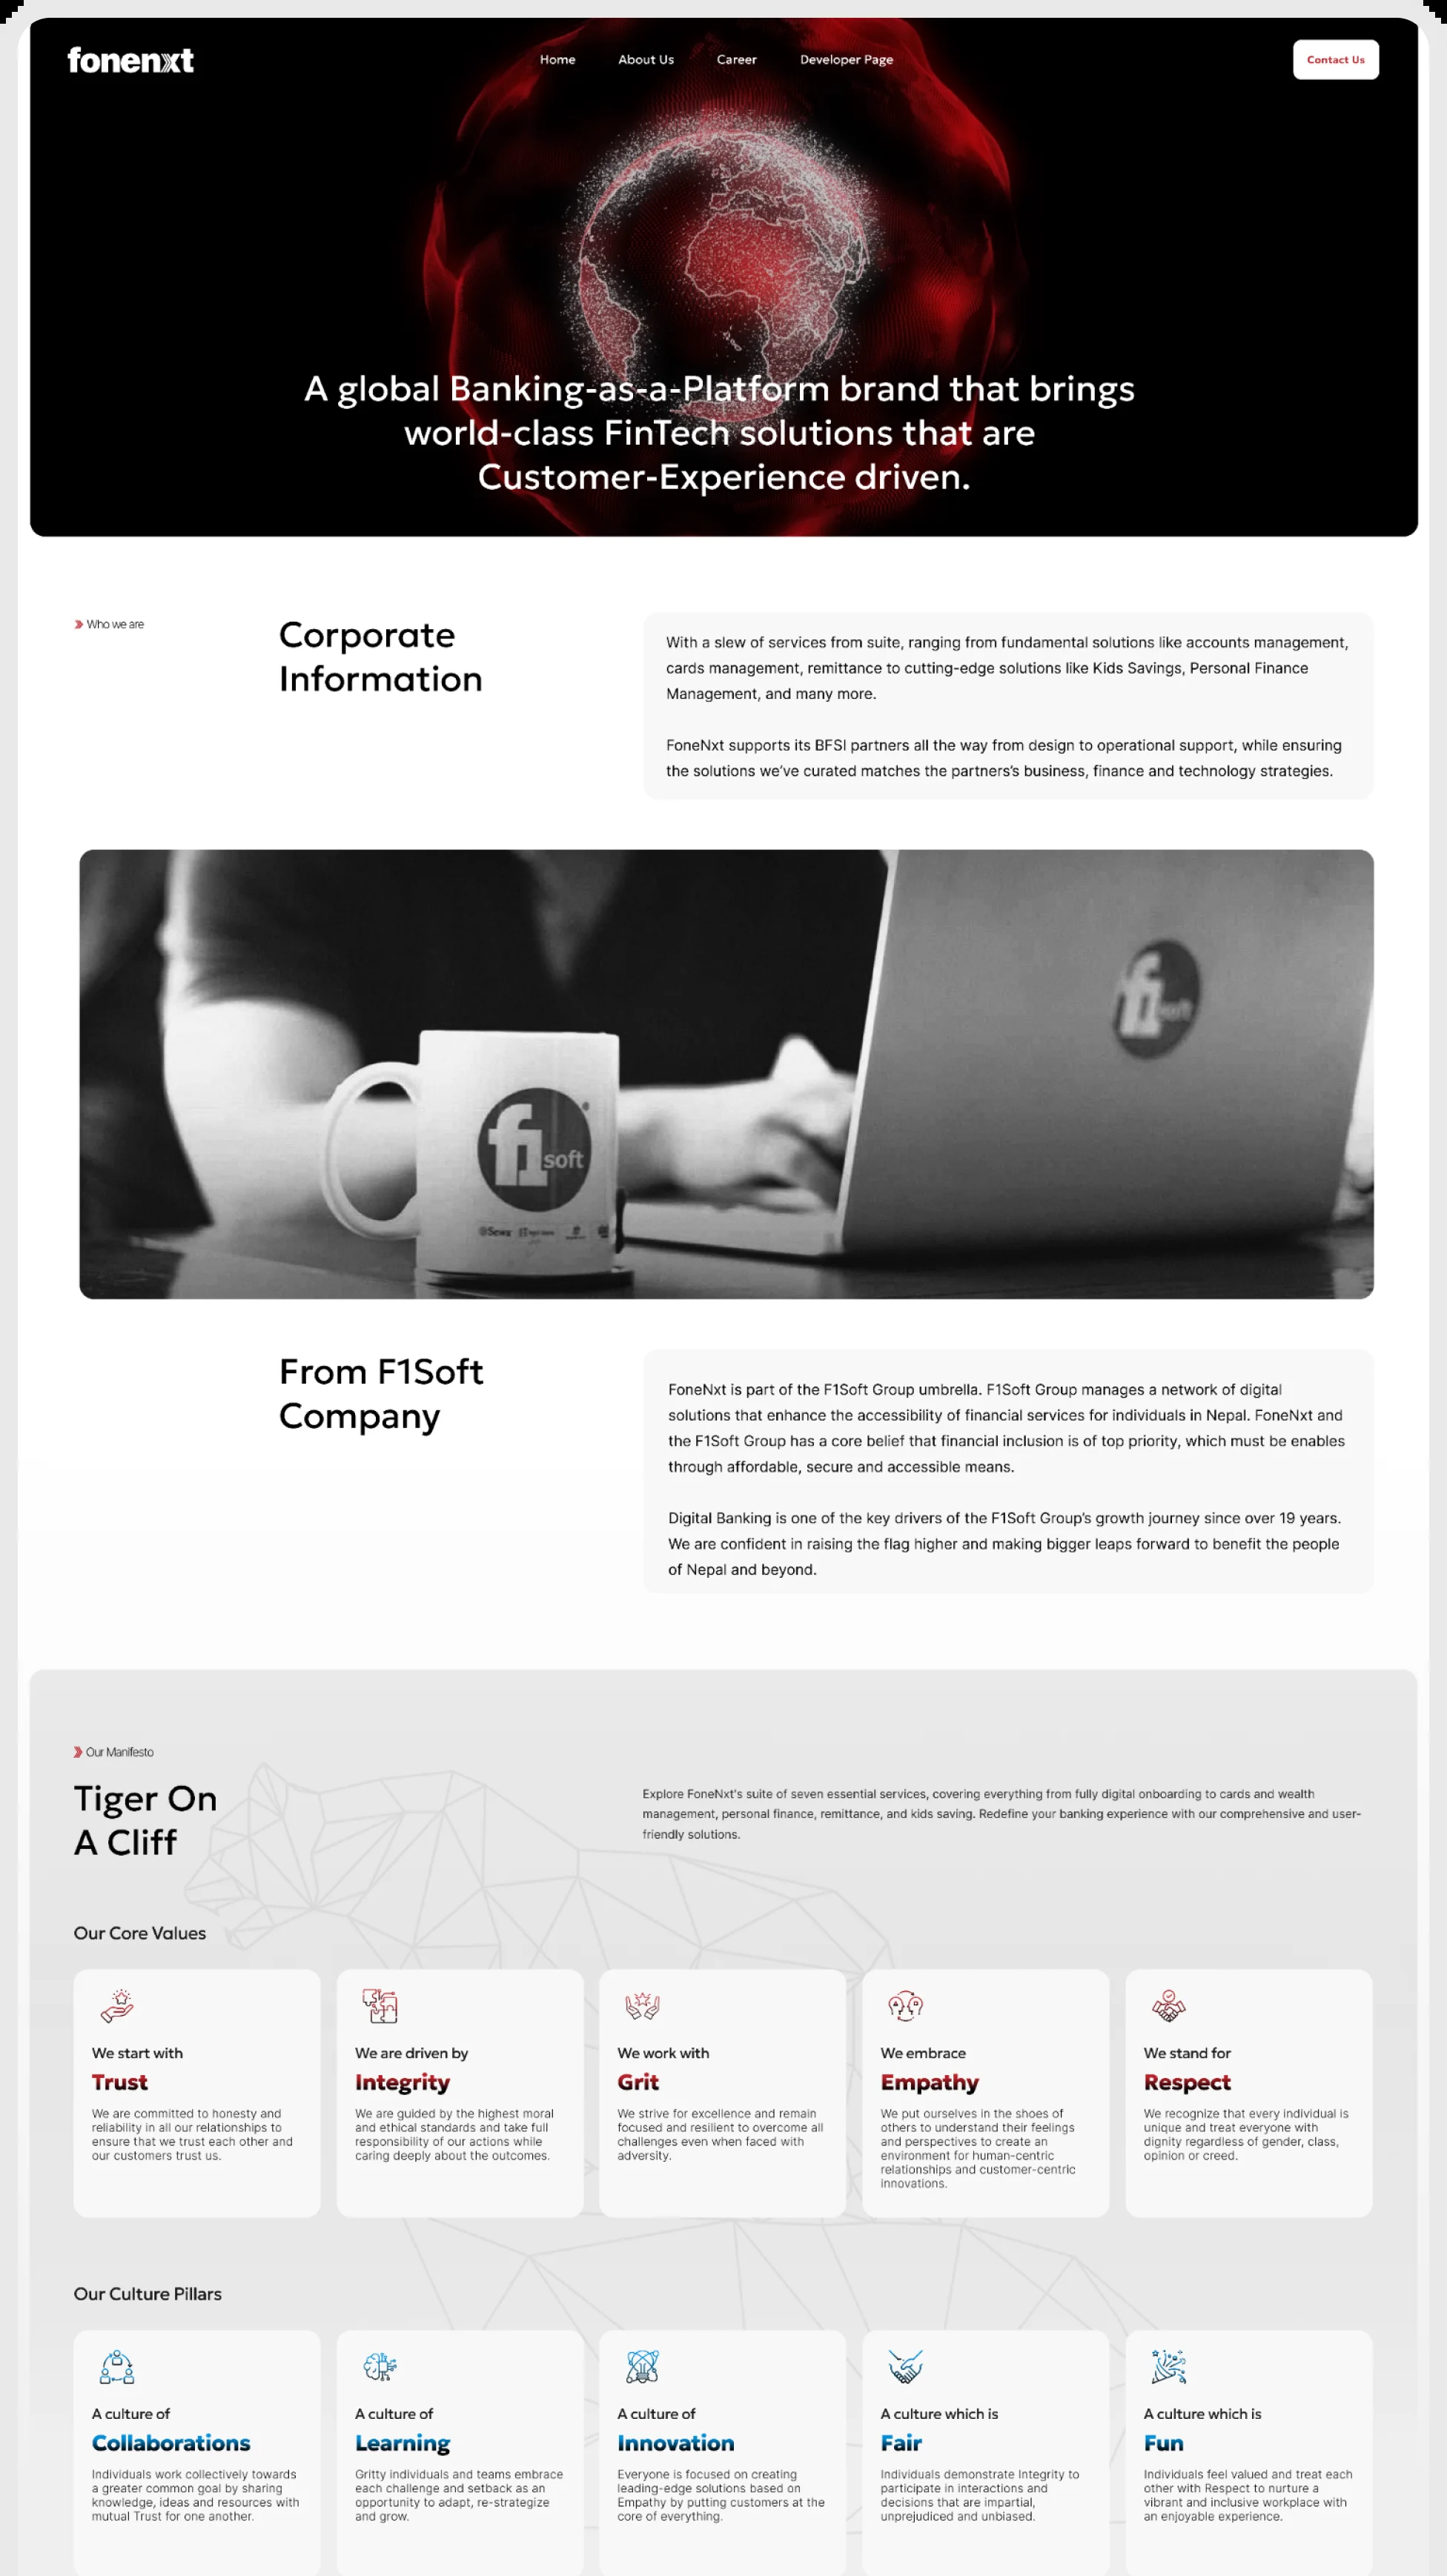 fonenxt
Home About Us Career Developer Page
Contact Us
A global Banking-as-a-Platform brand that brings
world-class FinTech solutions that are
Customer-Experience driven.
Who we are
Corporate
Information
With a slew of services from suite, ranging from fundamental solutions like accounts management,
cards management, remittance to cutting-edge solutions like Kids Savings, Personal Finance
Management, and many more.
FoneNxt supports its BFSI partners all the way from design to operational support, while ensuring
the solutions we've curated matches the partners's business, finance and technology strategies.
f1soft
f1 soft
From F1Soft
Company
FoneNxt is part of the F1Soft Group umbrella. F1Soft Group manages a network of digital
solutions that enhance the accessibility of financial services for individuals in Nepal. FoneNxt and
the F1Soft Group has a core belief that financial inclusion is of top priority, which must be enables
through affordable, secure and accessible means.
Digital Banking is one of the key drivers of the F1Soft Group's growth journey since over 19 years.
We are confident in raising the flag higher and making bigger leaps forward to benefit the people
of Nepal and beyond.
Our Manifesto
Tiger On
A Cliff
Explore FoneNxt's suite of seven essential services, covering everything from fully digital onboarding to cards and wealth
management, personal finance, remittance, and kids saving. Redefine your banking experience with our comprehensive and user-
friendly solutions.
Our Core Values
We start with
Trust
We are committed to honesty and
reliability in all our relationships to
ensure that we trust each other and
our customers trust us.
We are driven by
Integrity
We are guided by the highest moral
and ethical standards and take full
responsibility of our actions while
caring deeply about the outcomes.
We work with
Grit
We strive for excellence and remain
focused and resilient to overcome all
challenges even when faced with
adversity.
We embrace
Empathy
We put ourselves in the shoes of
others to understand their feelings
and perspectives to create an
environment for human-centric
relationships and customer-centric
innovations.
We stand for
Respect
We recognize that every individual is
unique and treat everyone with
dignity regardless of gender, class,
opinion or creed.
Our Culture Pillars
A culture of
Collaborations
Individuals work collectively towards
a greater common goal by sharing
knowledge, ideas and resources with
mutual Trust for one another.
A culture of
Learning
Gritty individuals and teams embrace
each challenge and setback as an
opportunity to adapt, re-strategize
and grow.
A culture of
Innovation
Everyone is focused on creating
leading-edge solutions based on
Empathy by putting customers at the
core of everything.
A culture which is
Fair
Individuals demonstrate Integrity to
participate in interactions and
decisions that are impartial,
unprejudiced and unbiased.
A culture which is
Fun
Individuals feel valued and treat each
other with Respect to nurture a
vibrant and inclusive workplace with
an enjoyable experience.